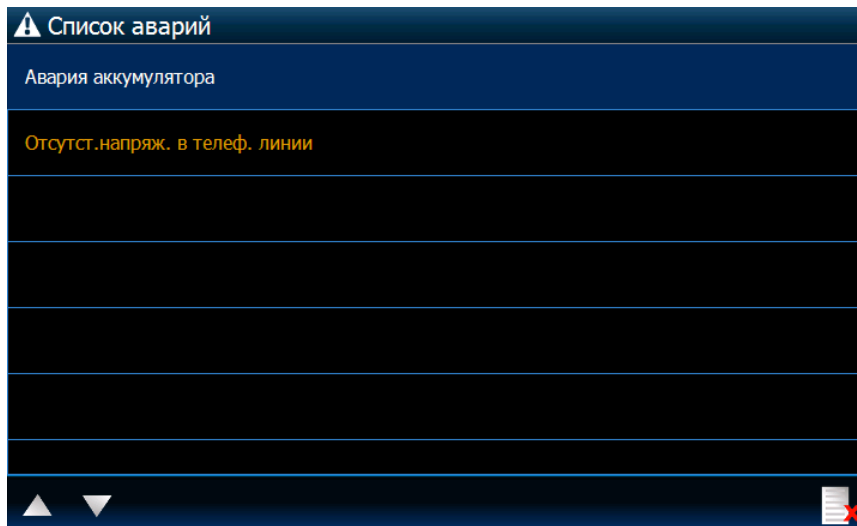 Список аварий
Авария аккумулятора
Отсутст.напряж. в телеф. линии